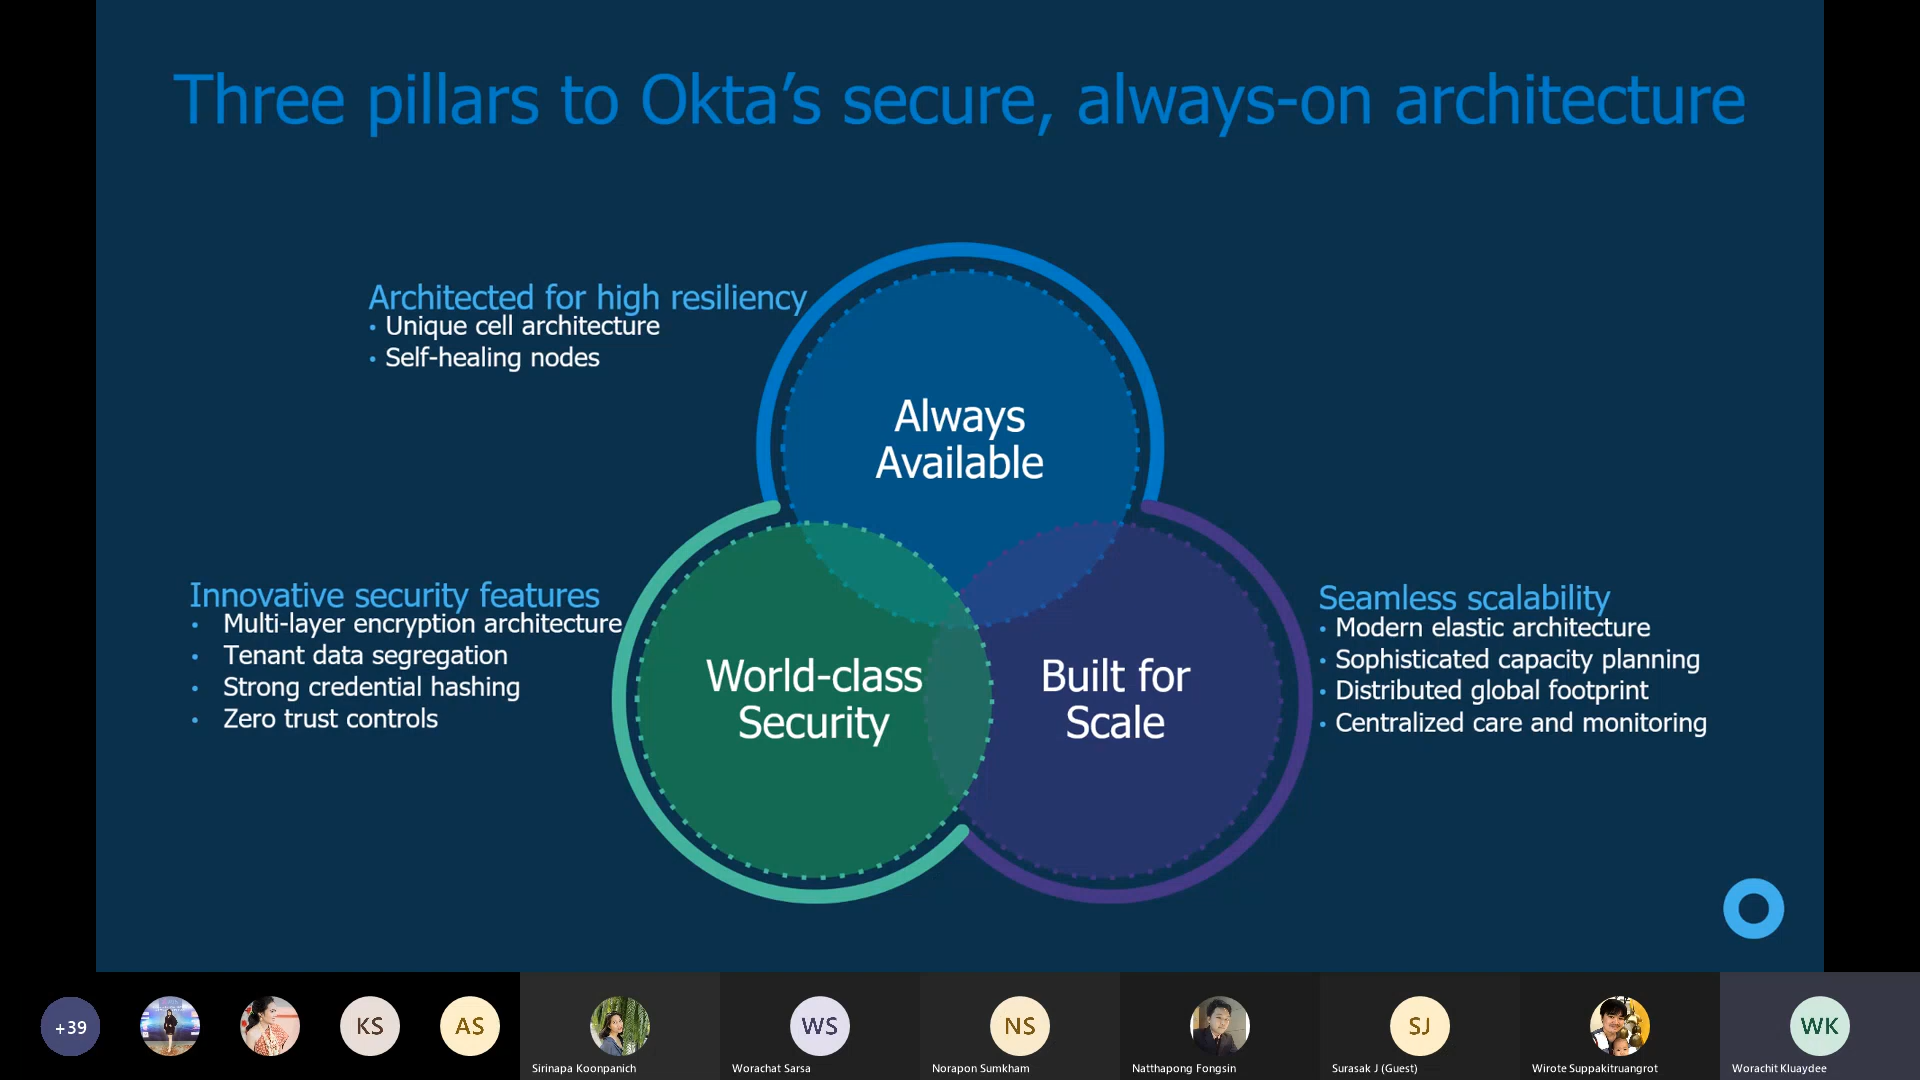 Three pillars to Okta’s secure, always-on architecture
Architected for high resiliency
• Unique cell architecture
• Self-healing nodes
Always
Available
Innovative security features
• Multi-layer encryption architecture
• Tenant data segregation
• Strong credential hashing
• Zero trust controls
World-class
Security
Built for
Scale
Seamless scalability
• Modern elastic architecture
• Sophisticated capacity planning
• Distributed global footprint
• Centralized care and monitoring
+39
KS
AS
Sirinapa Koonpanich
WS
Worachat Sarsa
NS
Norapon Sumkham
Natthapong Fongsin
SJ
Surasak J (Guest)
Wirote Suppakitruangrot
WK
Worachit Kluaydee